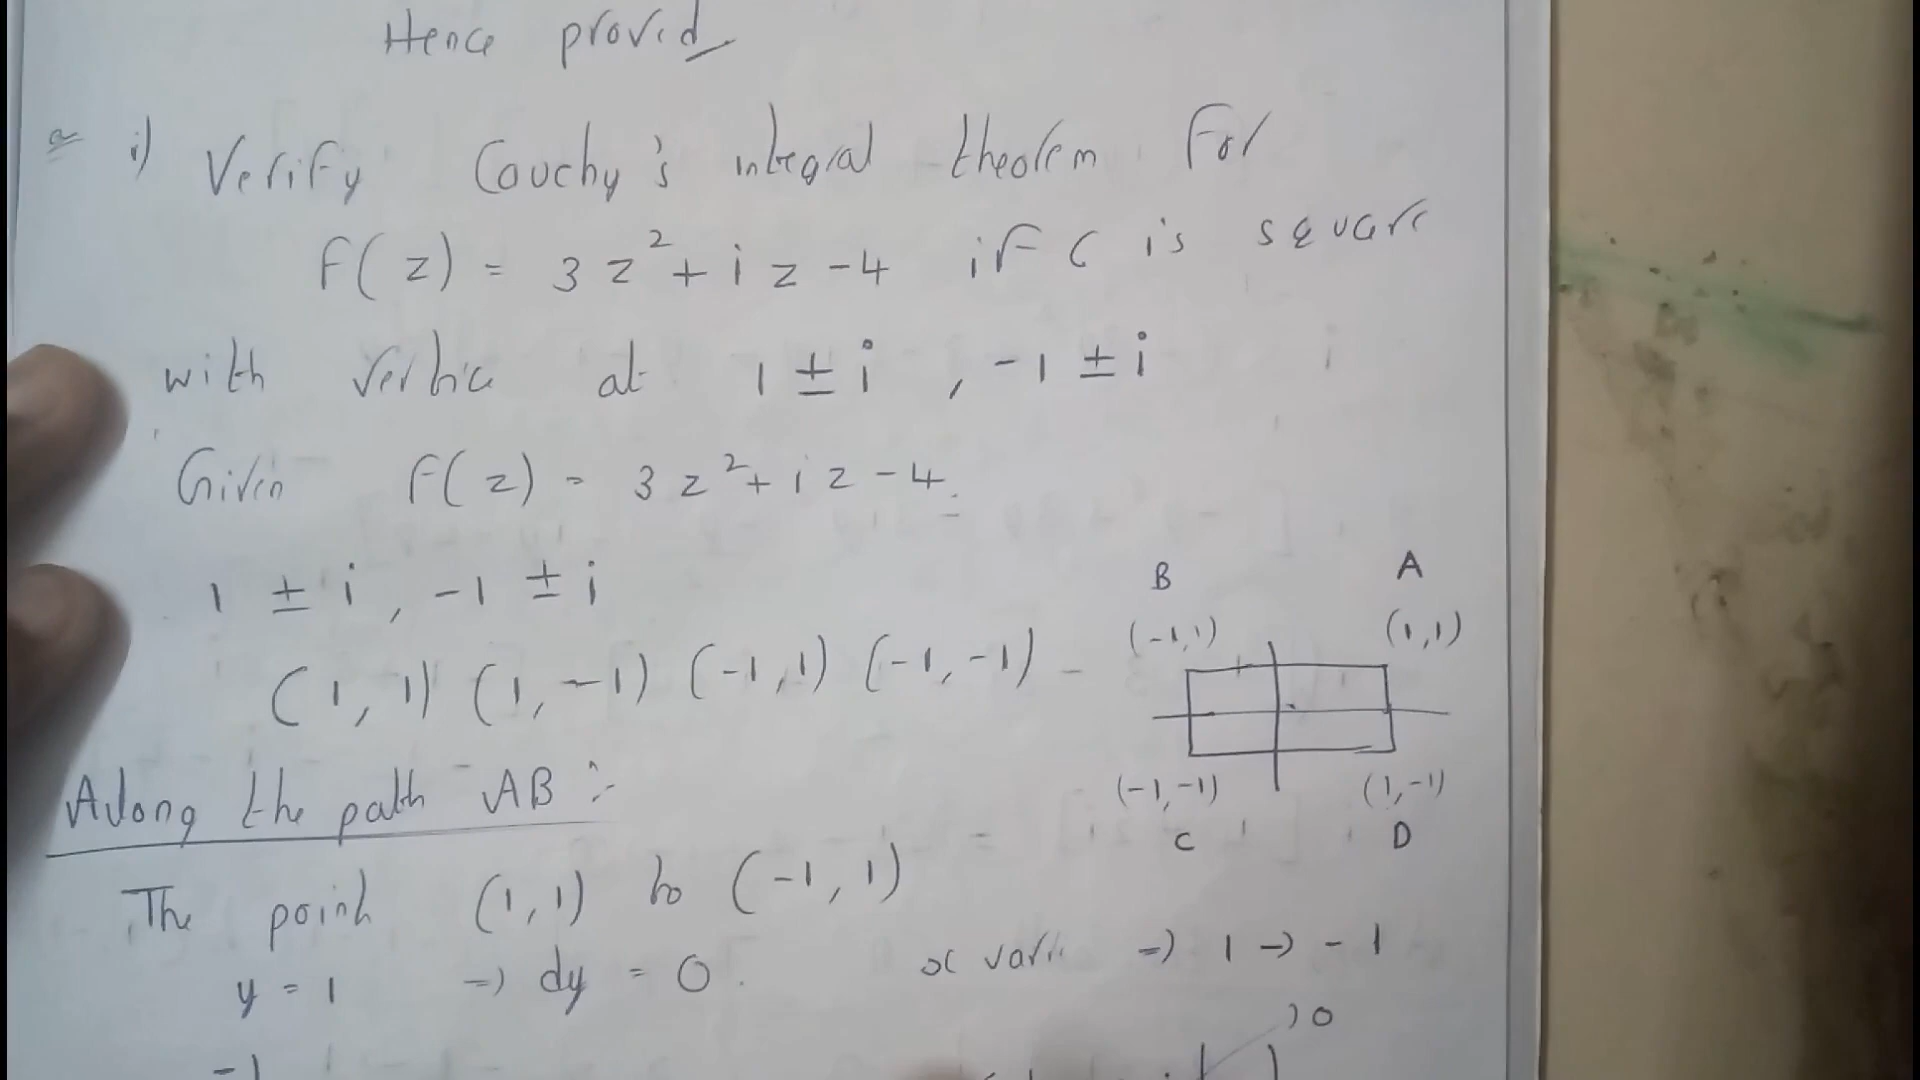 Hence proved
Q i) Verify Cauchy's integral theorem for
f(z) = 3z² + iz - 4 if C is square
with vertice at 1 ± i , -1 ± i
Given f(z) = 3z² + iz - 4.
1 ± i , -1 ± i
B A
(-1,1) (1,1)
(1, 1) (1, -1) (-1, 1) (-1, -1)
(-1,-1) (1,-1)
C D
Along the path AB :-
The point (1, 1) to (-1, 1)
y = 1 => dy = 0. x varie => 1 -> -1